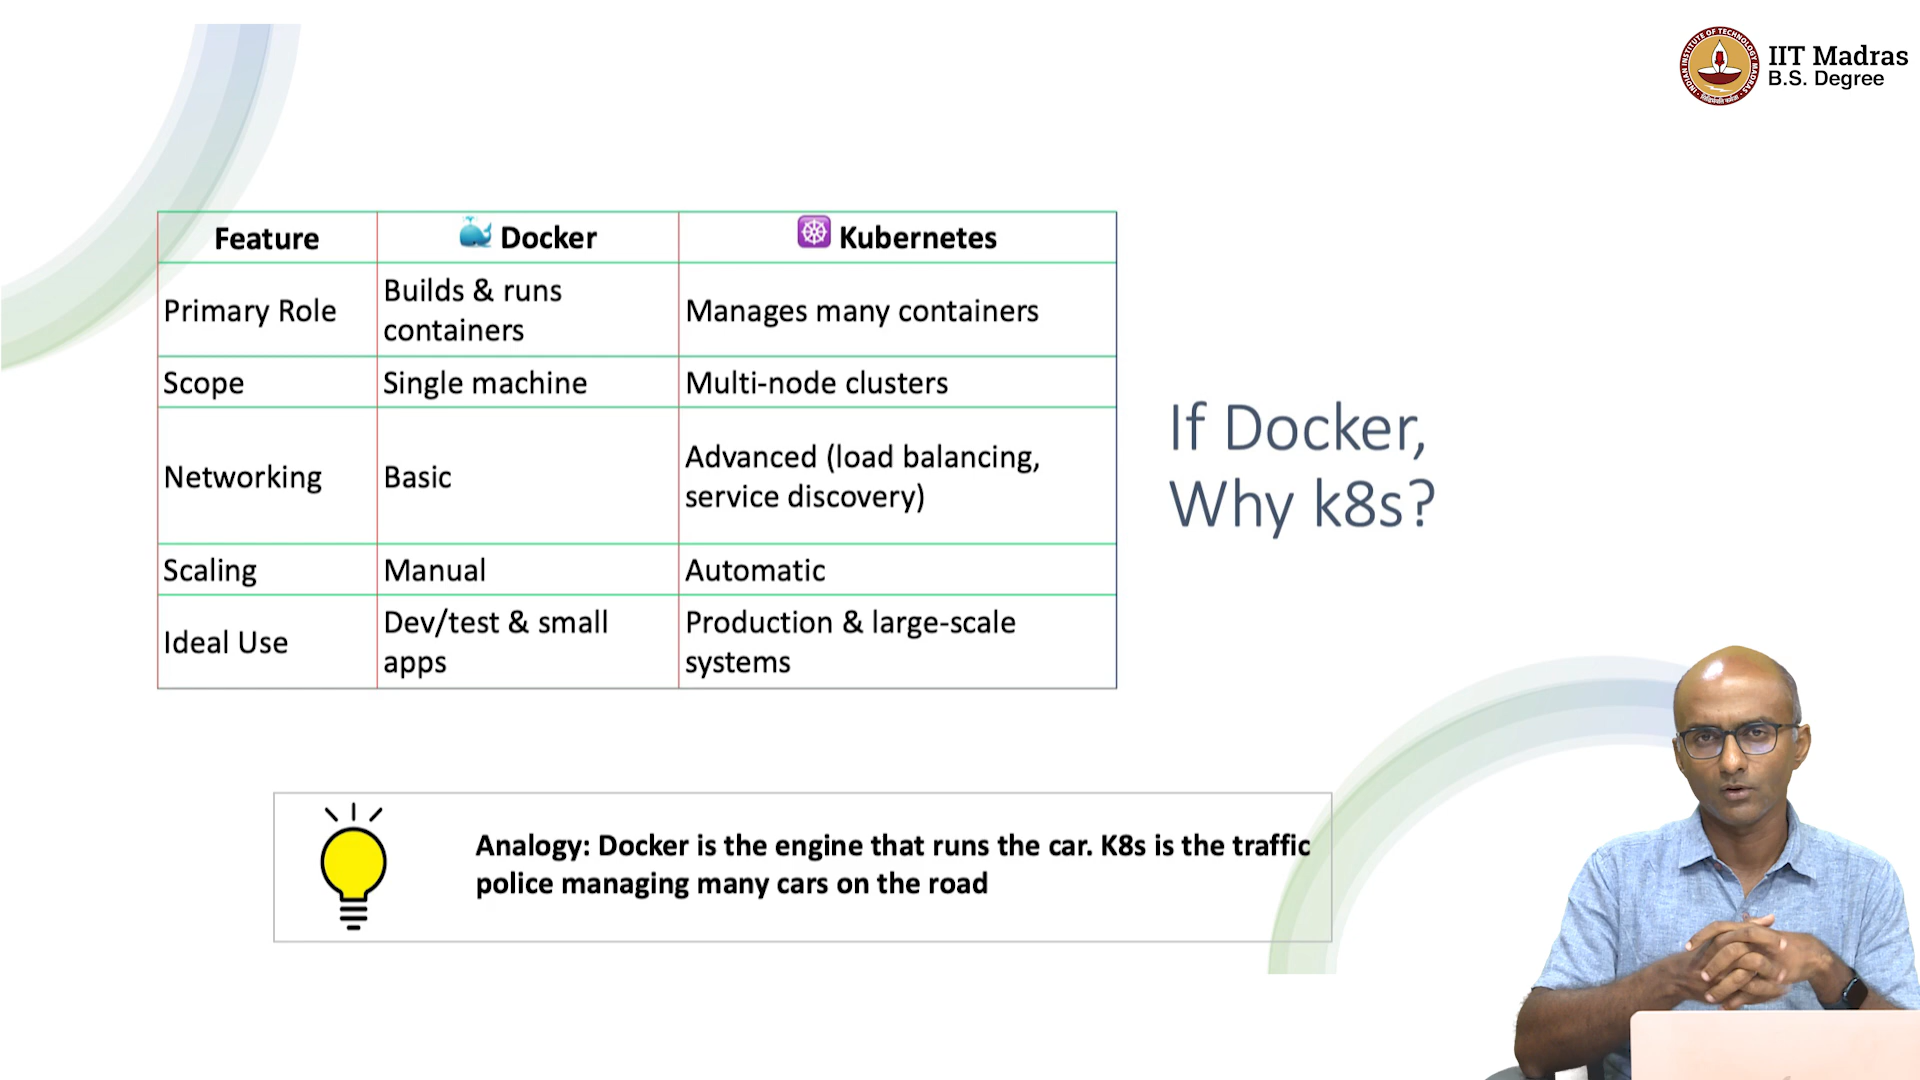 IIT Madras
B.S. Degree
Feature
Docker
Kubernetes
Primary Role
Builds & runs
containers
Manages many containers
Scope
Single machine
Multi-node clusters
Networking
Basic
Advanced (load balancing,
service discovery)
Scaling
Manual
Automatic
Ideal Use
Dev/test & small
apps
Production & large-scale
systems
If Docker,
Why k8s?
Analogy: Docker is the engine that runs the car. K8s is the traffic
police managing many cars on the road